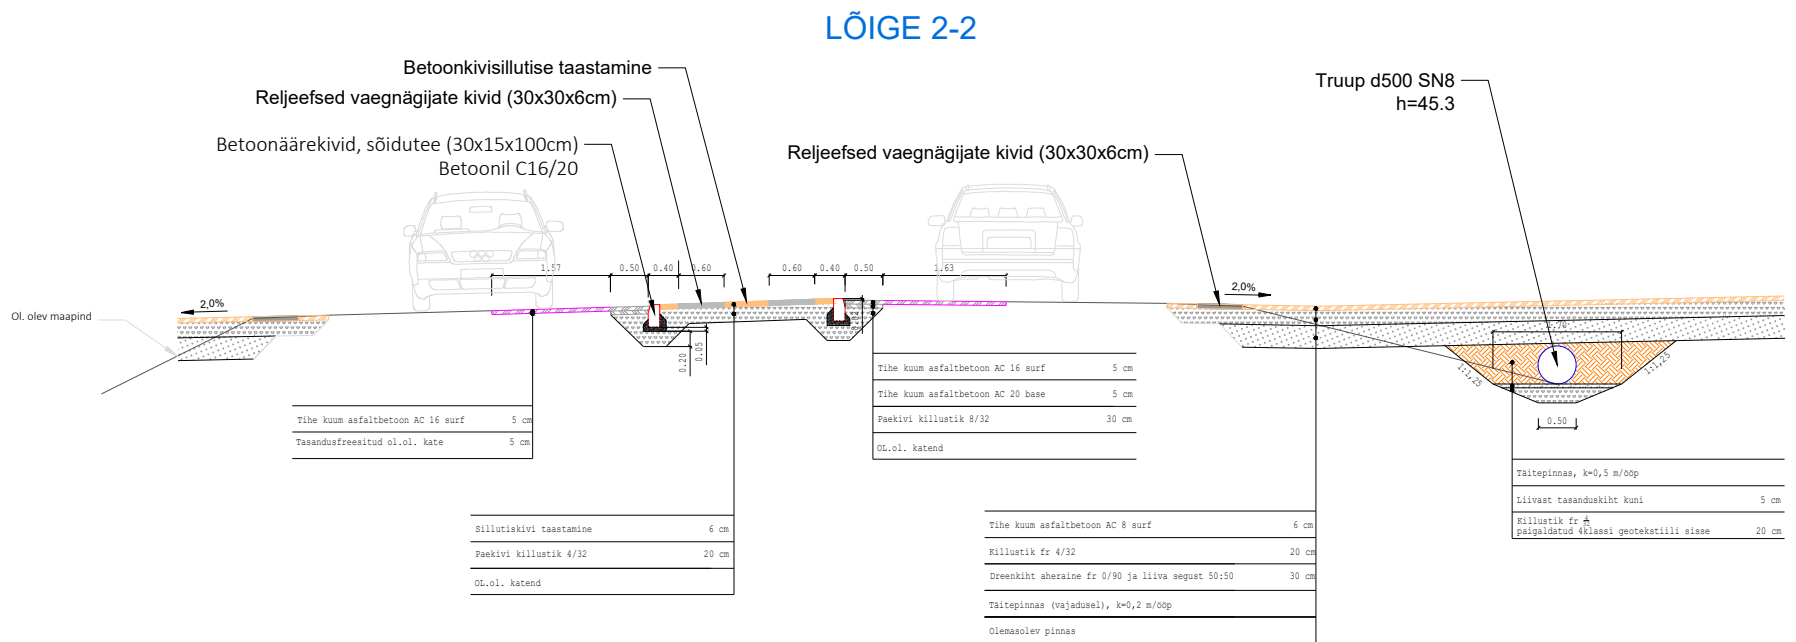 LÕIGE 2-2
Betoonkivisillutise taastamine
Reljeefsed vaegnägijate kivid (30x30x6cm)
Betoonäärekivid, sõidutee (30x15x100cm)
Betoonil C16/20
Reljeefsed vaegnägijate kivid (30x30x6cm)
Truup d500 SN8
h=45.3
1.57
0.50
0.40
0.60
0.60
0.40
0.50
1.63
2,0%
2,0%
Ol. olev maapind
0.20
0.05
1:1,25
1:1,25
0.50
Tihe kuum asfaltbetoon AC 16 surf 5 cm
Tasandusfreesitud ol.ol. kate 5 cm
Tihe kuum asfaltbetoon AC 16 surf 5 cm
Tihe kuum asfaltbetoon AC 20 base 5 cm
Paekivi killustik 8/32 30 cm
OL.ol. katend
Sillutiskivi taastamine 6 cm
Paekivi killustik 4/32 20 cm
OL.ol. katend
Tihe kuum asfaltbetoon AC 8 surf 6 cm
Killustik fr 4/32 20 cm
Dreenkiht aheraine fr 0/90 ja liiva segust 50:50 30 cm
Täitepinnas (vajadusel), k=0,2 m/ööp
Olemasolev pinnas
Täitepinnas, k=0,5 m/ööp
Liivast tasanduskiht kuni 5 cm
Killustik fr
paigaldatud 4klassi geotekstiili sisse 20 cm